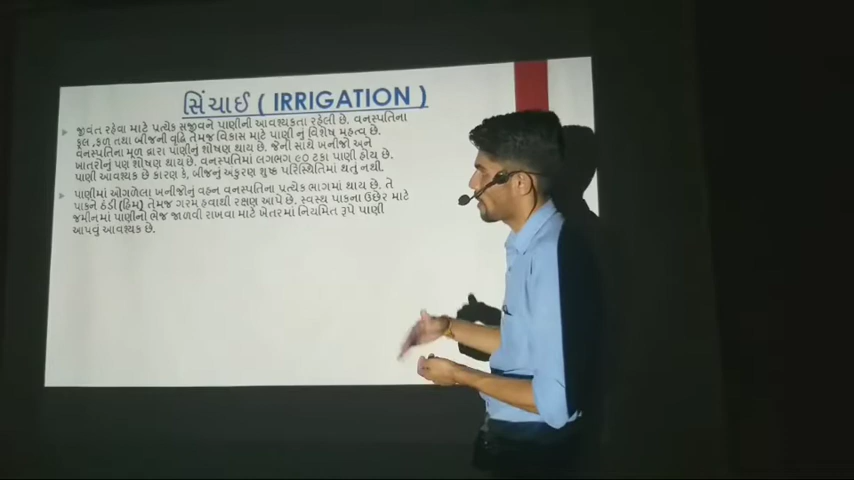 સિંચાઈ ( IRRIGATION )
જીવંત રહેવા માટે પ્રત્યેક સજીવને પાણીની આવશ્યકતા રહેલી છે. વનસ્પતિના
ફૂલ ,ફળ તથા બીજની વૃદ્ધિ તેમજ વિકાસ માટે પાણી નું વિશેષ મહત્વ છે.
વનસ્પતિના મૂળ દ્વારા પાણીનું શોષણ થાય છે. જેની સાથે ખનીજો અને
ખાતરોનું પણ શોષણ થાય છે. વનસ્પતિમાં લગભગ ૯૦ ટકા પાણી હોય છે.
પાણી આવશ્યક છે કારણ કે, બીજનું અંકુરણ શુષ્ક પરિસ્થિતિમાં થતું નથી.
પાણીમાં ઓગળેલા ખનીજોનું વહન વનસ્પતિના પ્રત્યેક ભાગમાં થાય છે. તે
પાકને ઠંડી(હિમ) તેમજ ગરમ હવાથી રક્ષણ આપે છે. સ્વસ્થ પાકના ઉછેર માટે
જમીનમાં પાણીનો ભેજ જાળવી રાખવા માટે ખેતરમાં નિયમિત રૂપે પાણી
આપવું આવશ્યક છે.